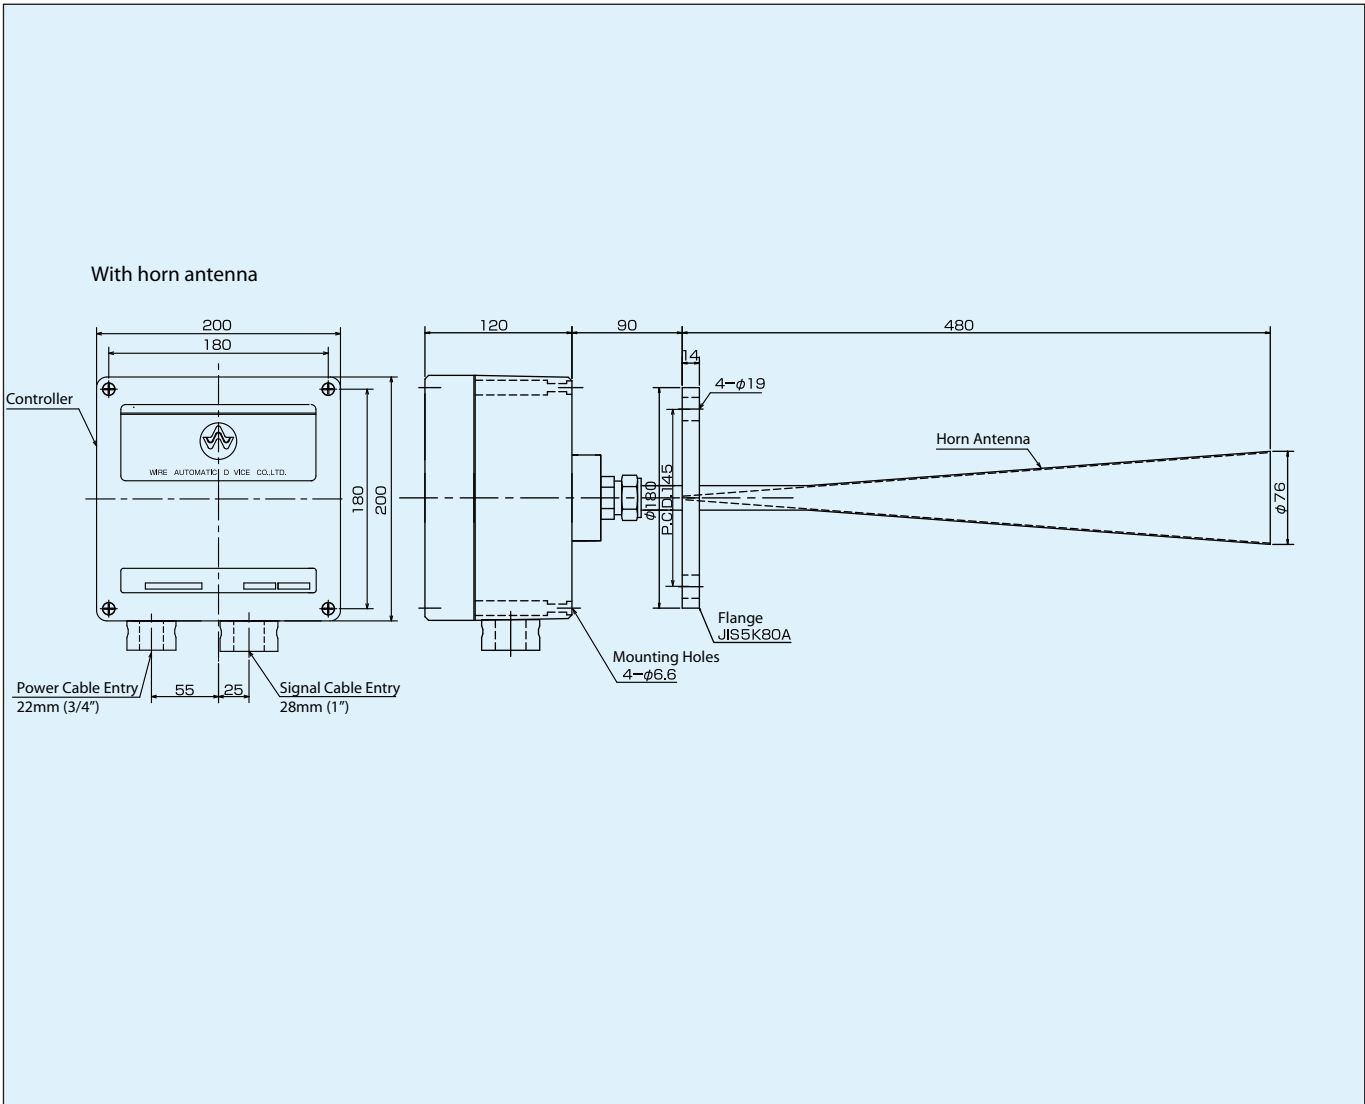 With horn antenna
200
180
120
90
480
14
4-φ19
Controller
Horn Antenna
WIRE AUTOMATIC D VICE CO.,LTD.
180
200
φ180
P.C.D.145
φ76
Flange
JIS5K80A
Mounting Holes
4-φ6.6
Power Cable Entry
22mm (3/4")
55
25
Signal Cable Entry
28mm (1")